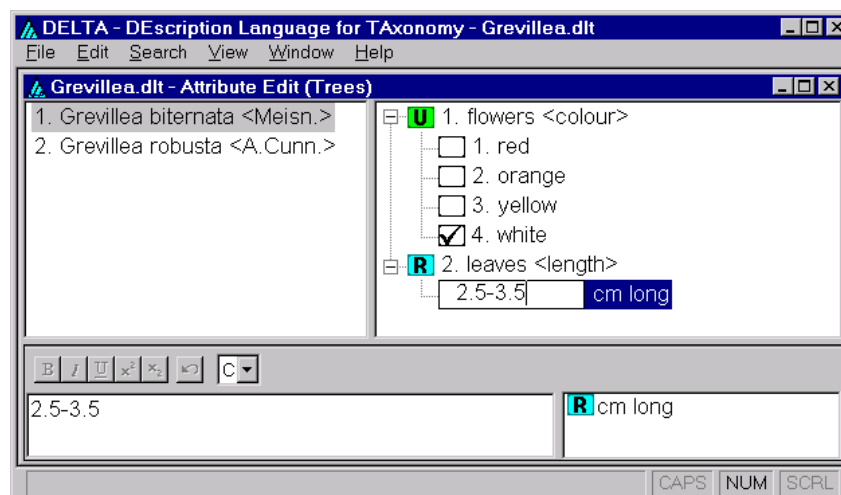 DELTA - DEscription Language for TAxonomy - Grevillea.dlt
File Edit Search View Window Help
Grevillea.dlt - Attribute Edit (Trees)
1. Grevillea biternata <Meisn.>
2. Grevillea robusta <A.Cunn.>
U 1. flowers <colour>
1. red
2. orange
3. yellow
4. white
R 2. leaves <length>
2.5-3.5 cm long
B I U x² x₂ C
2.5-3.5
R cm long
CAPS NUM SCRL